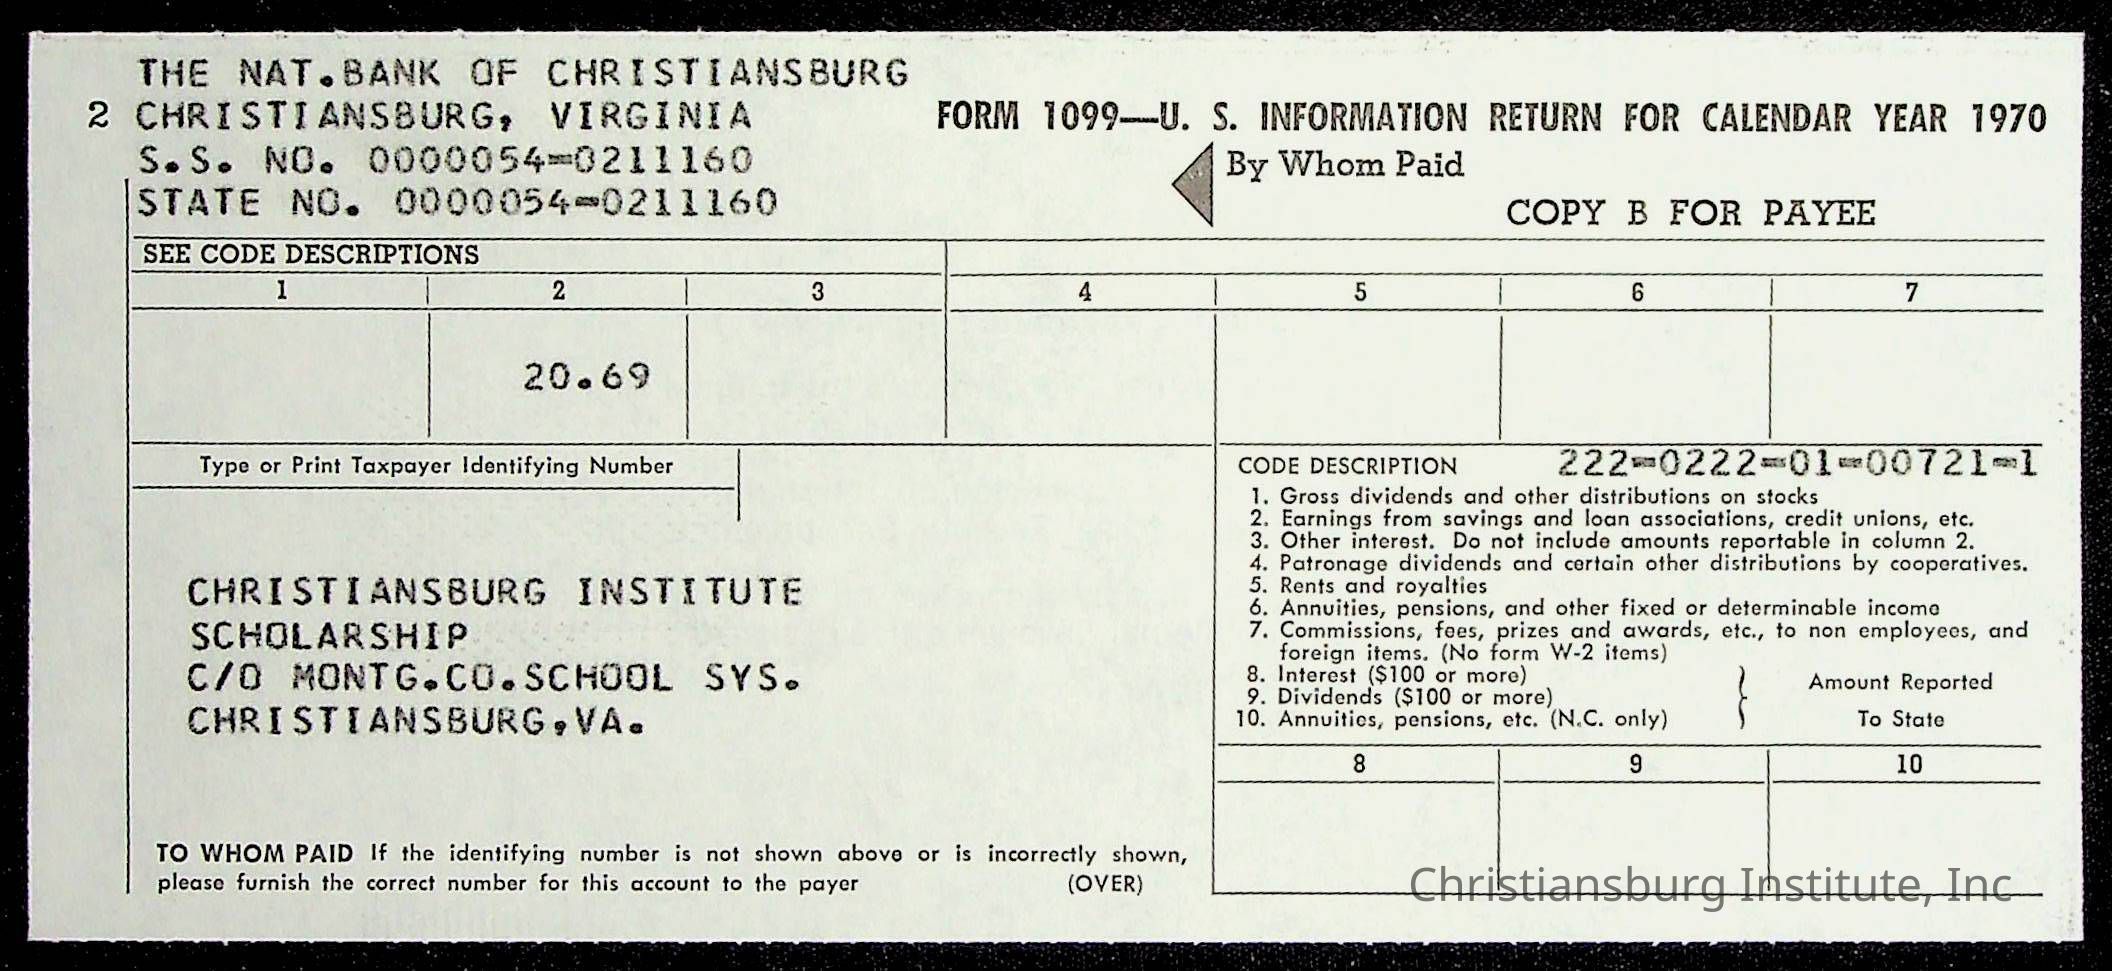 THE NAT.BANK OF CHRISTIANSBURG
2 CHRISTIANSBURG, VIRGINIA
S.S. NO. 0000054-0211160
STATE NO. 0000054-0211160
FORM 1099—U. S. INFORMATION RETURN FOR CALENDAR YEAR 1970
By Whom Paid
COPY B FOR PAYEE
SEE CODE DESCRIPTIONS
1 2 3 4 5 6 7
20.69
Type or Print Taxpayer Identifying Number
CHRISTIANSBURG INSTITUTE
SCHOLARSHIP
C/O MONTG.CO.SCHOOL SYS.
CHRISTIANSBURG,VA.
TO WHOM PAID If the identifying number is not shown above or is incorrectly shown,
please furnish the correct number for this account to the payer (OVER)
CODE DESCRIPTION 222-0222-01-00721-1
1. Gross dividends and other distributions on stocks
2. Earnings from savings and loan associations, credit unions, etc.
3. Other interest. Do not include amounts reportable in column 2.
4. Patronage dividends and certain other distributions by cooperatives.
5. Rents and royalties
6. Annuities, pensions, and other fixed or determinable income
7. Commissions, fees, prizes and awards, etc., to non employees, and
foreign items. (No form W-2 items)
8. Interest ($100 or more)
9. Dividends ($100 or more)
10. Annuities, pensions, etc. (N.C. only)
Amount Reported
To State
8 9 10
Christiansburg Institute, Inc